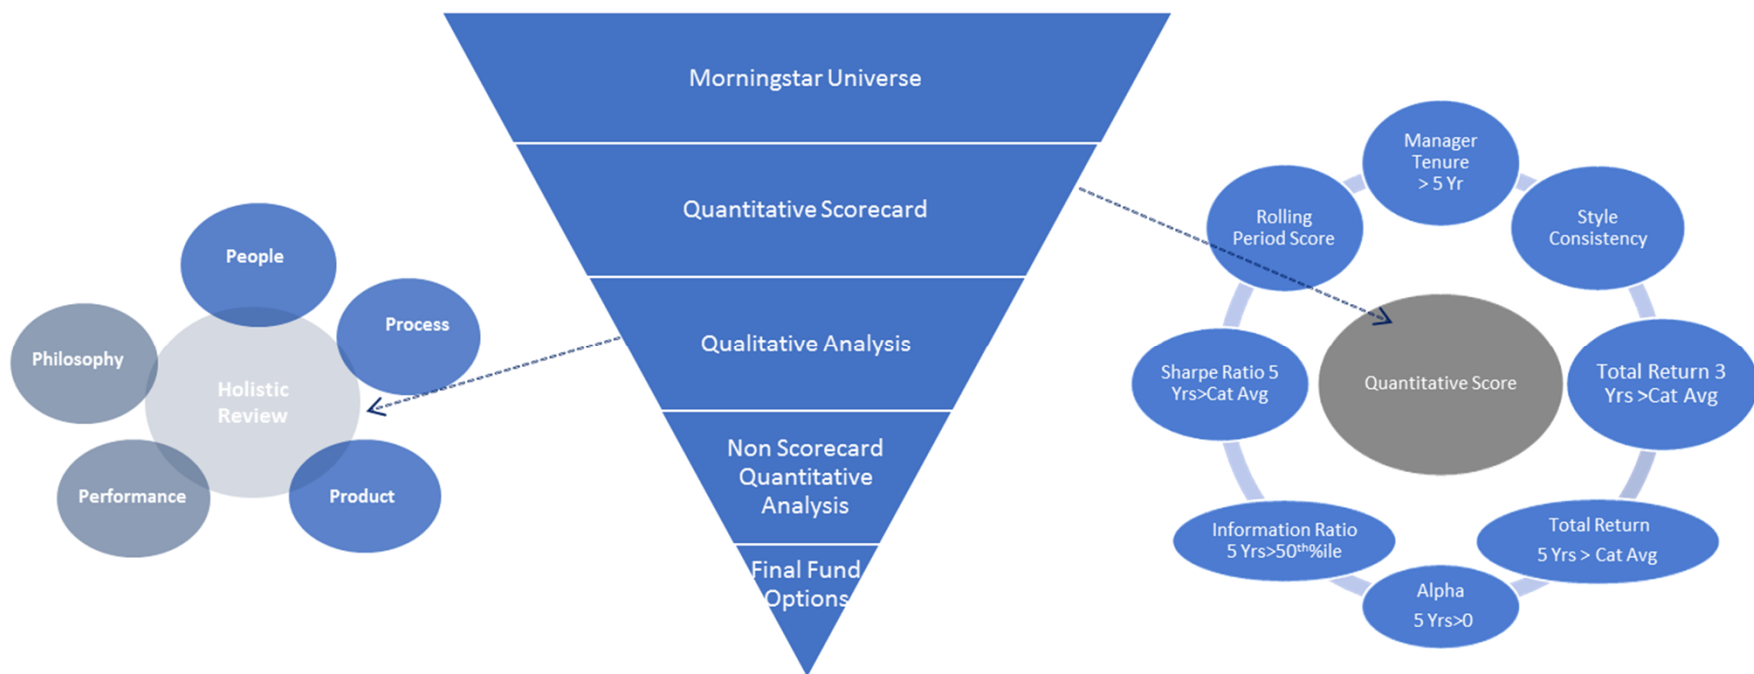 Morningstar Universe
Quantitative Scorecard
Qualitative Analysis
Non Scorecard
Quantitative
Analysis
Final Fund
Options
People
Process
Philosophy
Holistic
Review
Performance
Product
Manager
Tenure
> 5 Yr
Style
Consistency
Total Return 3
Yrs >Cat Avg
Total Return
5 Yrs > Cat Avg
Alpha
5 Yrs>0
Information Ratio
5 Yrs>50th%ile
Sharpe Ratio 5
Yrs>Cat Avg
Rolling
Period Score
Quantitative Score